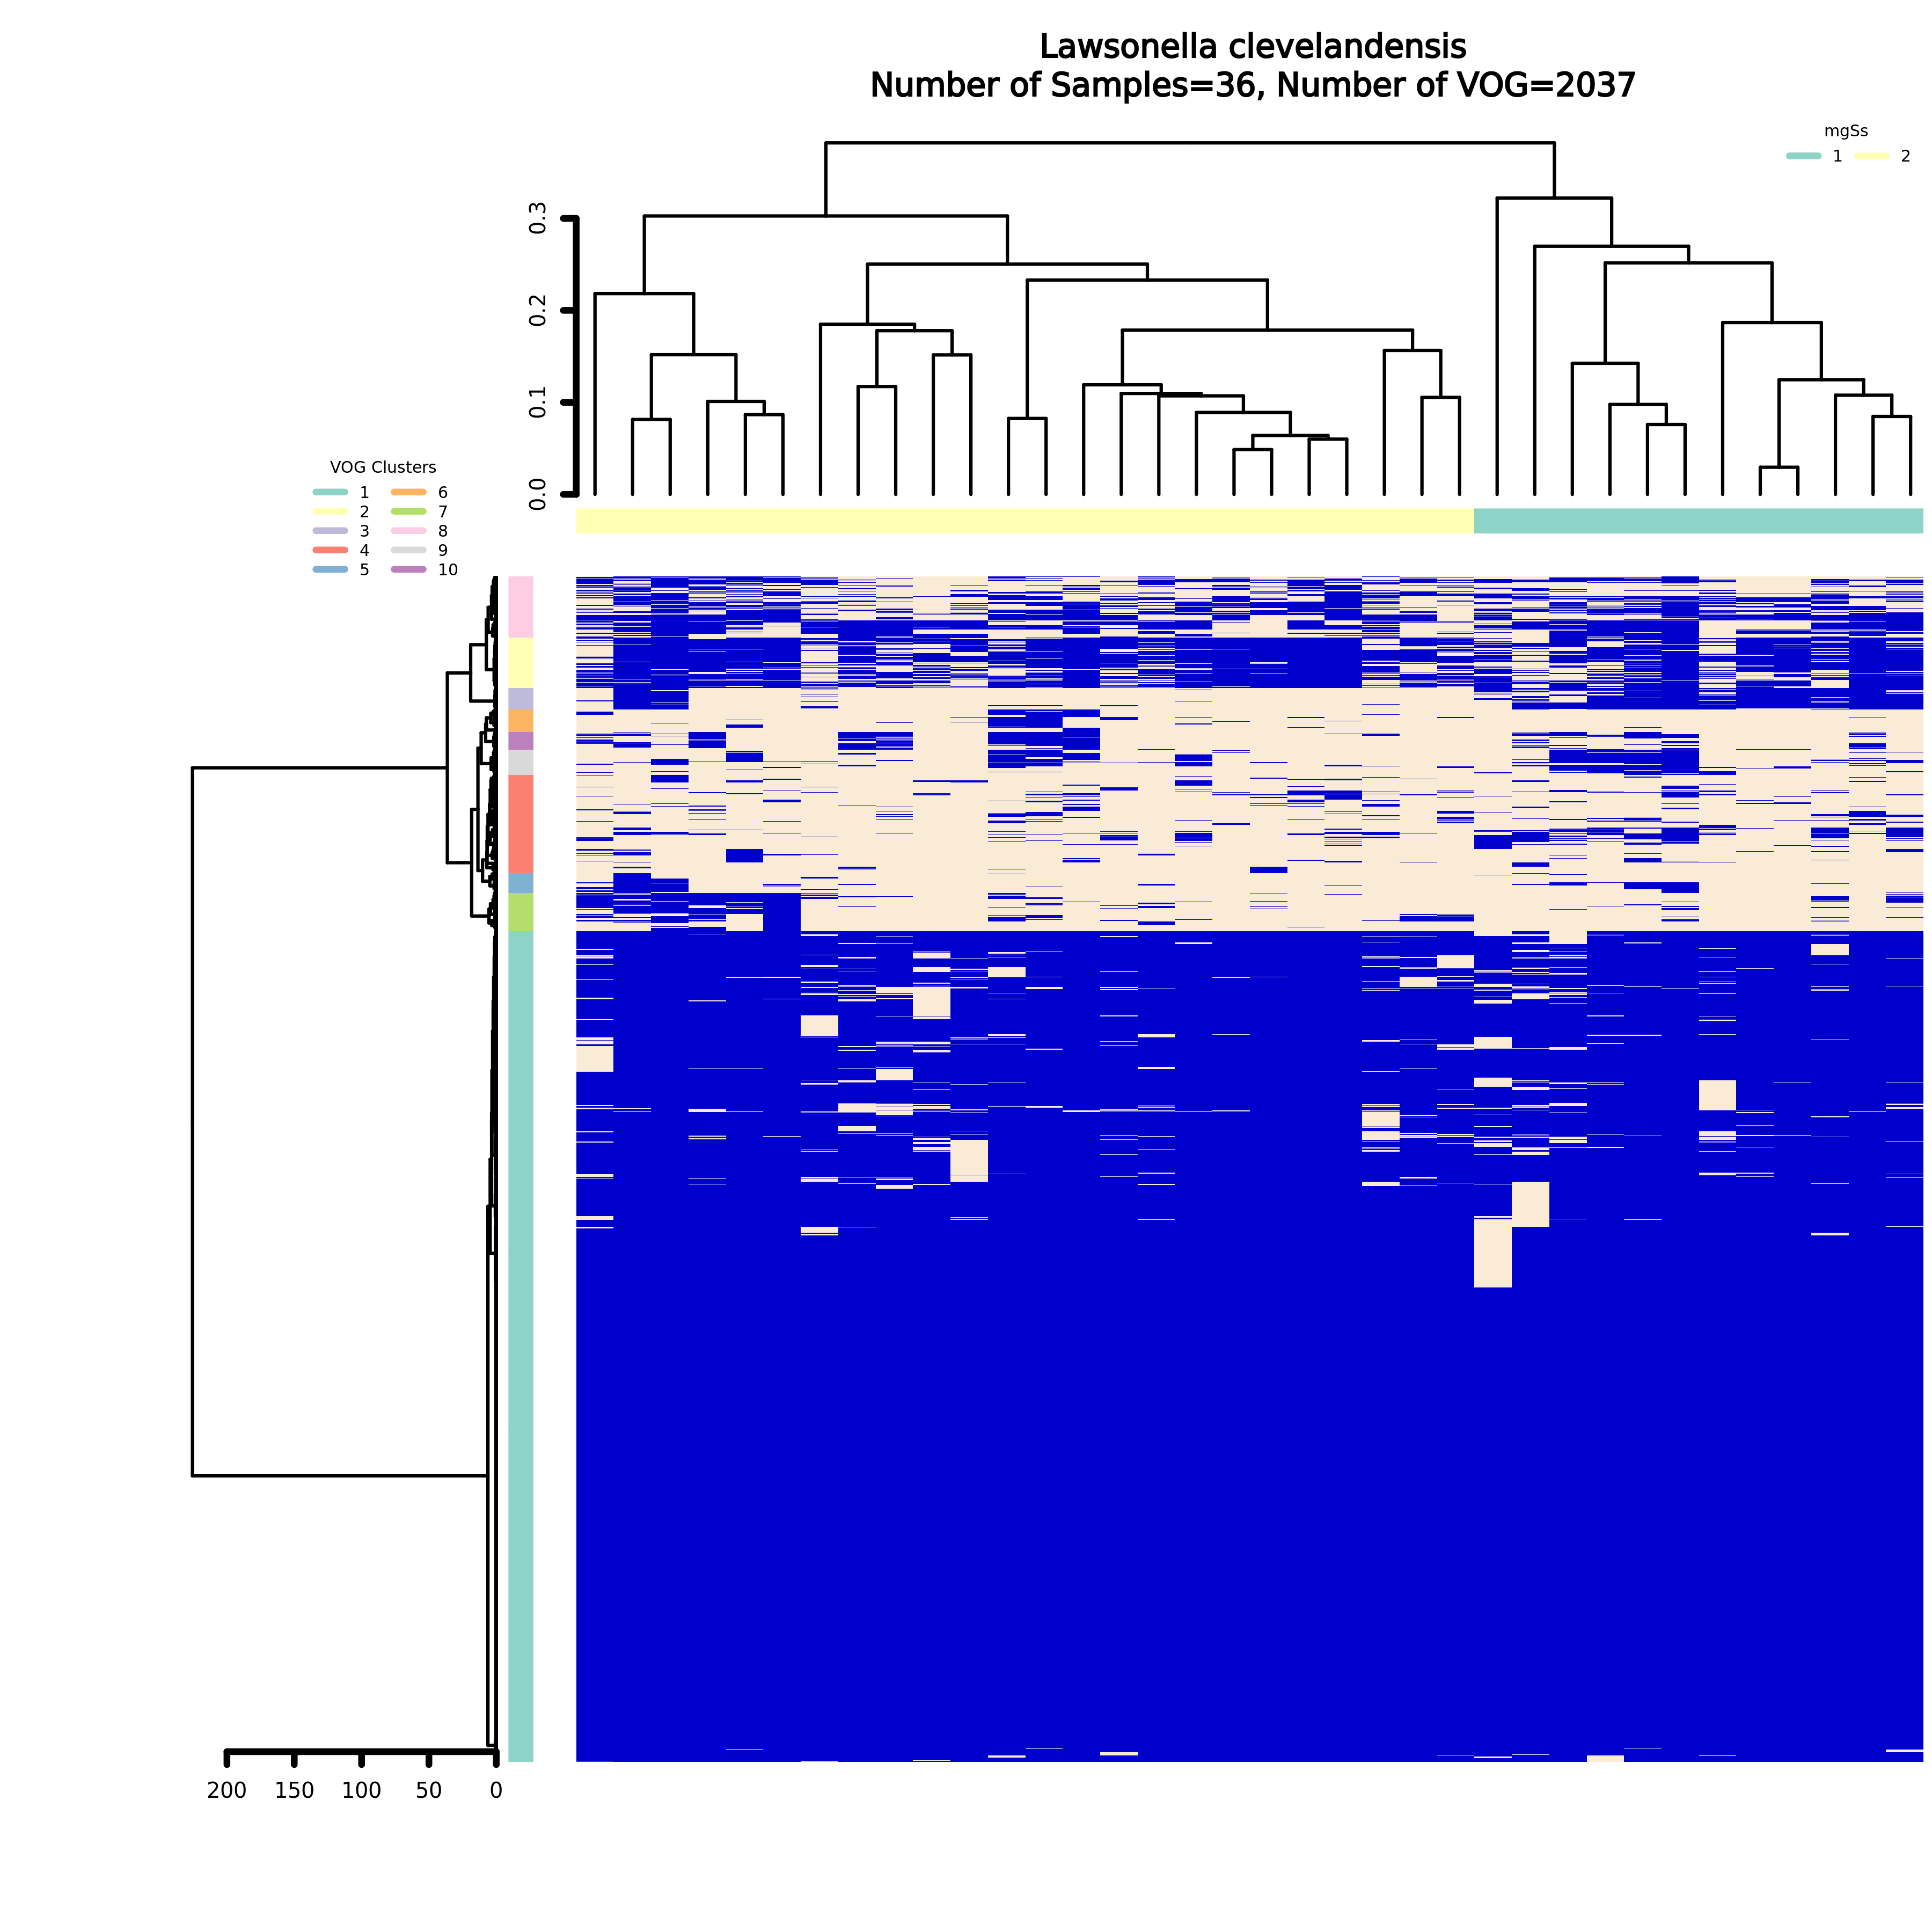 Lawsonella clevelandensis
Number of Samples=36, Number of VOG=2037
mgSs
1 2
0.3
0.2
0.1
0.0
VOG Clusters
1 6
2 7
3 8
4 9
5 10
200 150 100 50 0